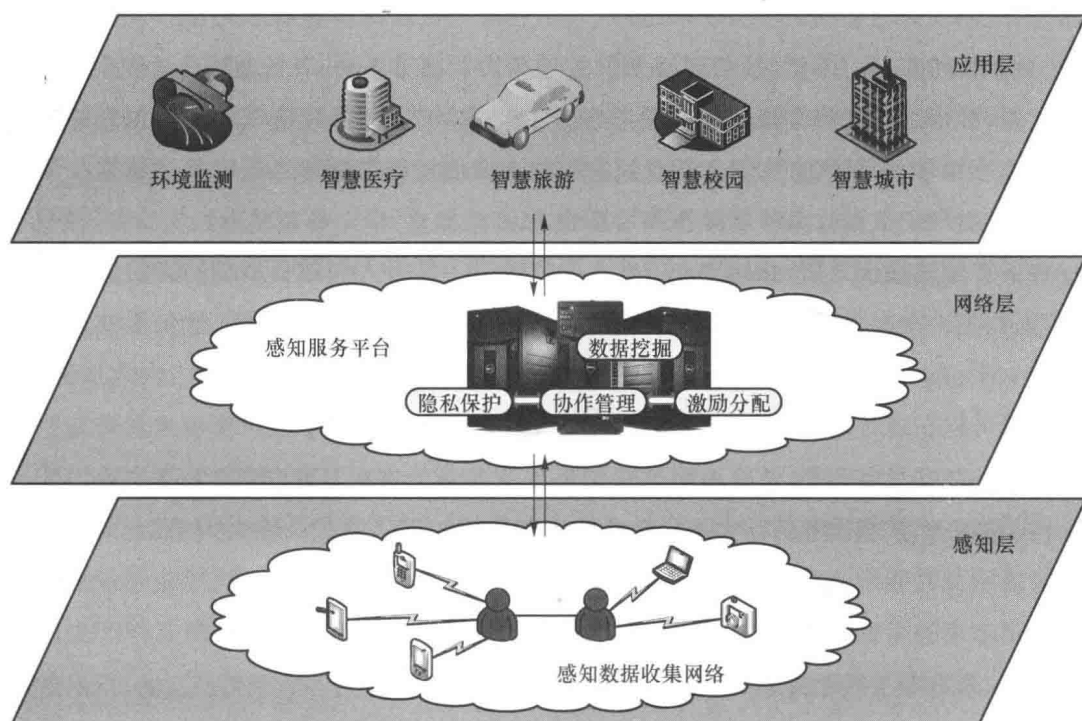 应用层
环境监测 智慧医疗 智慧旅游 智慧校园 智慧城市
网络层
感知服务平台
数据挖掘
隐私保护 协作管理 激励分配
感知层
感知数据收集网络